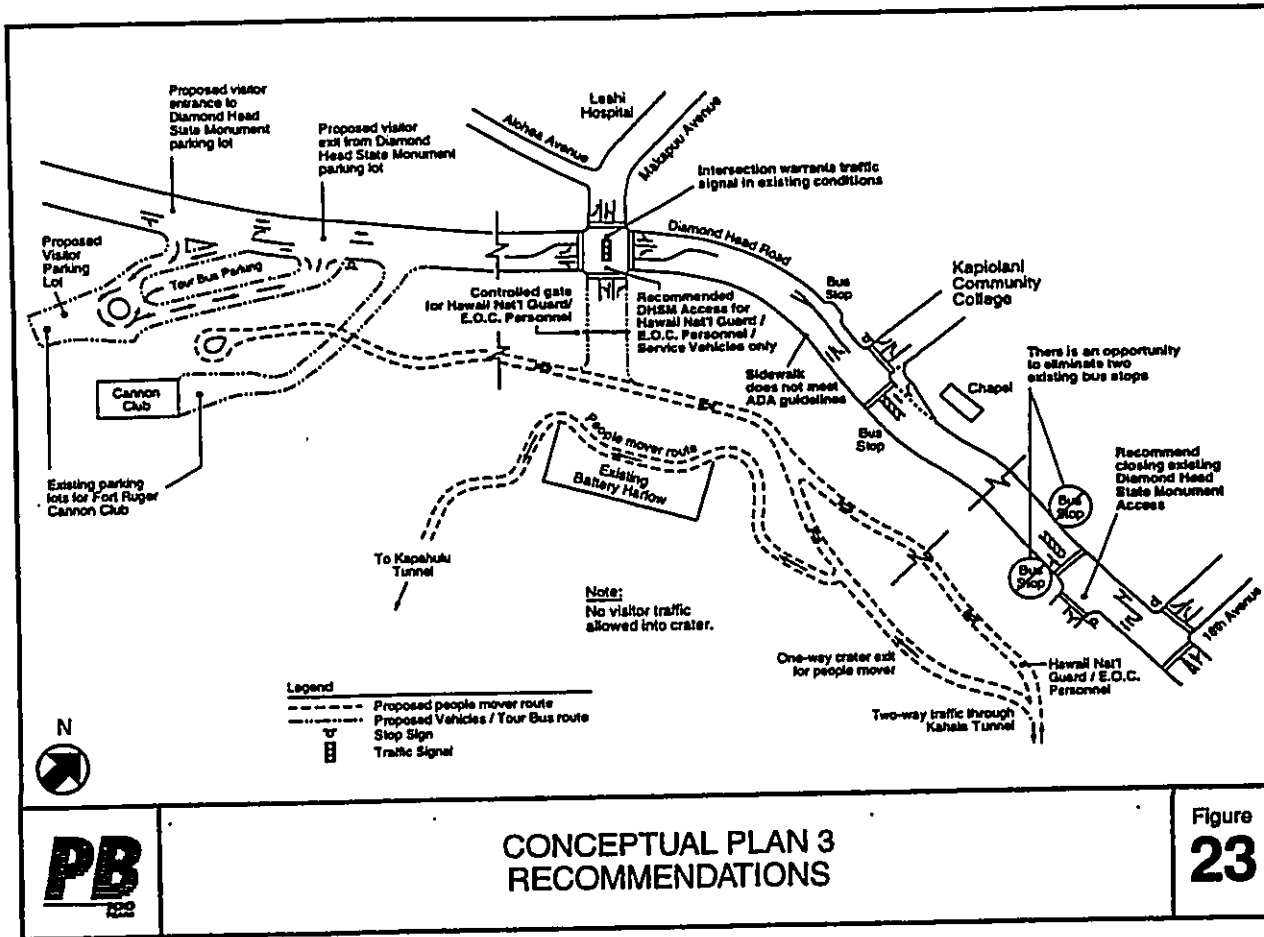 Proposed visitor
entrance to
Diamond Head
State Monument
parking lot
Proposed visitor
exit from Diamond
Head State Monument
parking lot
Leahi
Hospital
Alohea Avenue
Makapuu Avenue
Intersection warrants traffic
signal in existing conditions
Diamond Head Road
Proposed
Visitor
Parking
Lot
Tour Bus Parking
Controlled gate
for Hawaii Nat'l Guard/
E.O.C. Personnel
Recommended
DHSM Access for
Hawaii Nat'l Guard /
E.O.C. Personnel /
Service Vehicles only
Bus
Stop
Kapiolani
Community
College
There is an opportunity
to eliminate two
existing bus stops
Sidewalk
does not meet
ADA guidelines
Chapel
Bus
Stop
Cannon
Club
Existing parking
lots for Fort Ruger
Cannon Club
People mover route
Existing
Battery Harlow
Recommend
closing existing
Diamond Head
State Monument
Access
Bus
Stop
Bus
Stop
18th Avenue
To Kapahulu
Tunnel
Note:
No visitor traffic
allowed into crater.
One-way crater exit
for people mover
Hawaii Nat'l
Guard / E.O.C.
Personnel
Two-way traffic through
Kahala Tunnel
Legend
Proposed people mover route
Proposed Vehicles / Tour Bus route
Stop Sign
Traffic Signal
N
PB
YEARS
CONCEPTUAL PLAN 3
RECOMMENDATIONS
Figure
23